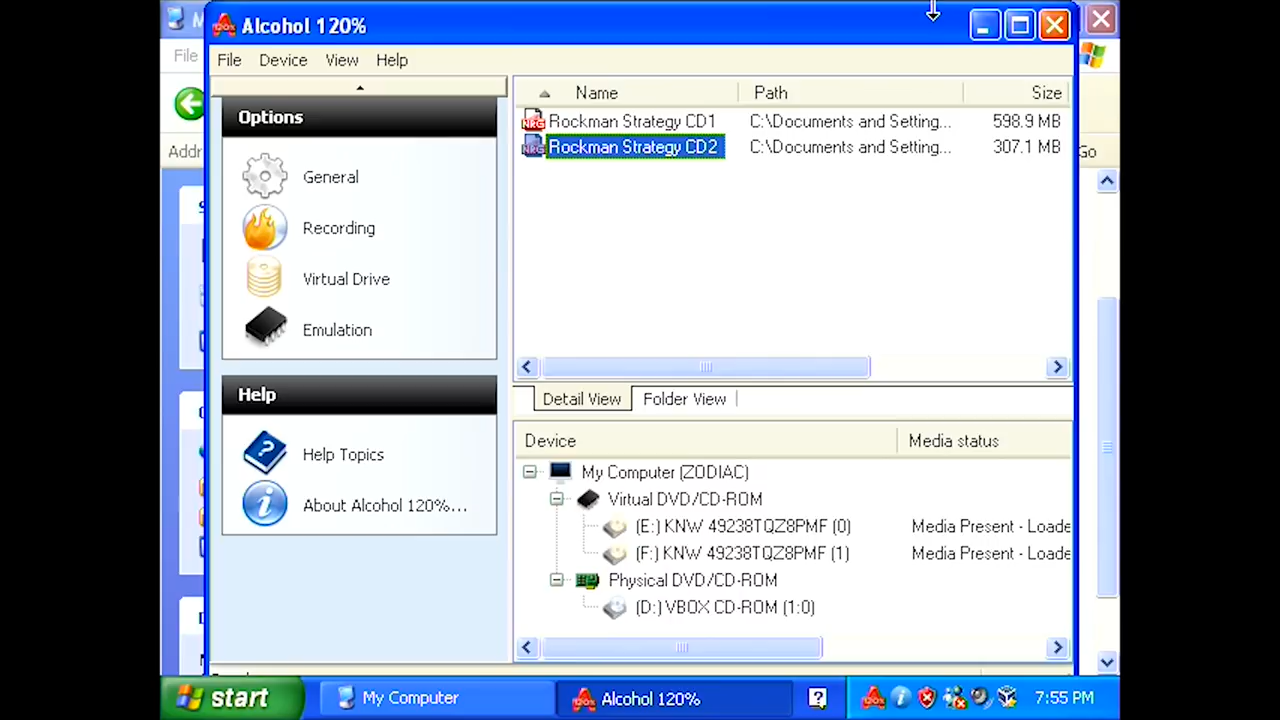 Alcohol 120%
File Device View Help
File
Addr
Go
Options
General
Recording
Virtual Drive
Emulation
Help
Help Topics
About Alcohol 120%...
Name Path Size
NRG Rockman Strategy CD1 C:\Documents and Setting... 598.9 MB
NRG Rockman Strategy CD2 C:\Documents and Setting... 307.1 MB
Detail View Folder View
Device Media status
My Computer (ZODIAC)
Virtual DVD/CD-ROM
(E:) KNW 49238TQZ8PMF (0) Media Present - Loade
(F:) KNW 49238TQZ8PMF (1) Media Present - Loade
Physical DVD/CD-ROM
(D:) VBOX CD-ROM (1:0)
start My Computer Alcohol 120% 7:55 PM